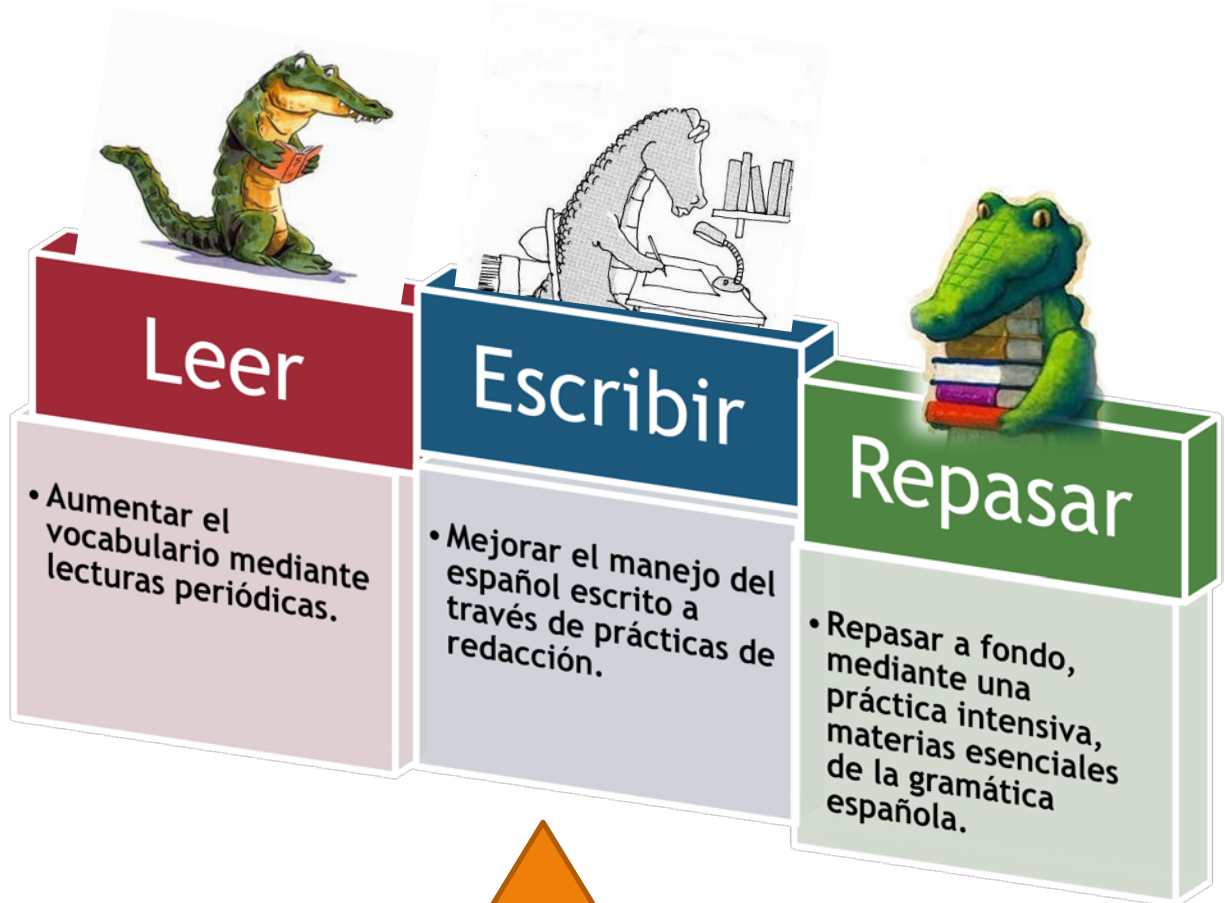 Leer
• Aumentar el
vocabulario mediante
lecturas periódicas.
Escribir
• Mejorar el manejo del
español escrito a
través de prácticas de
redacción.
Repasar
• Repasar a fondo,
mediante una
práctica intensiva,
materias esenciales
de la gramática
española.